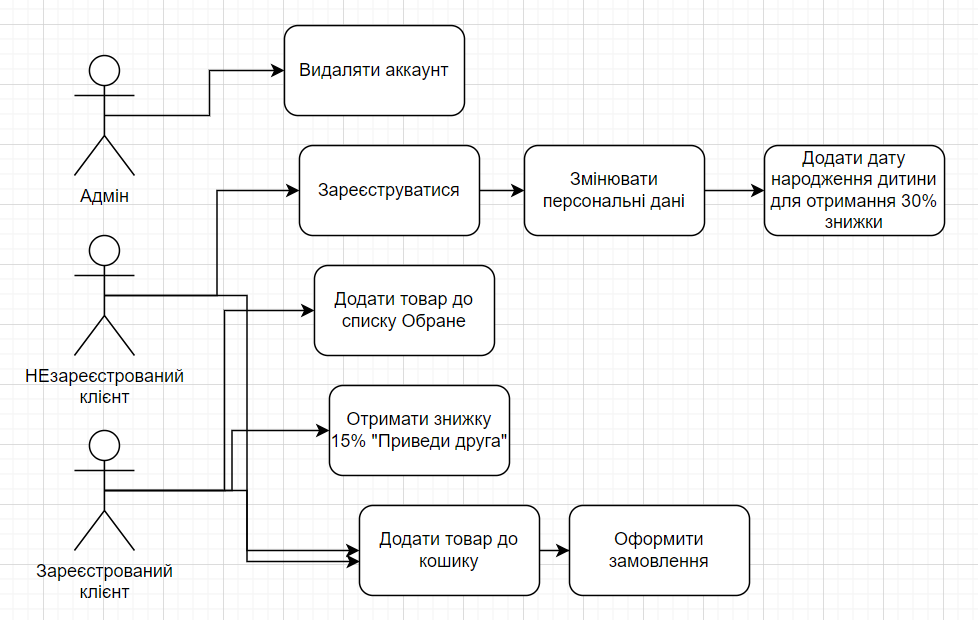 Видаляти аккаунт
Адмін
Зареєструватися
Змінювати
персональні дані
Додати дату
народження дитини
для отримання 30%
знижки
Додати товар до
списку Обране
НЕзареєстрований
клієнт
Отримати знижку
15% "Приведи друга"
Зареєстрований
клієнт
Додати товар до
кошику
Оформити
замовлення